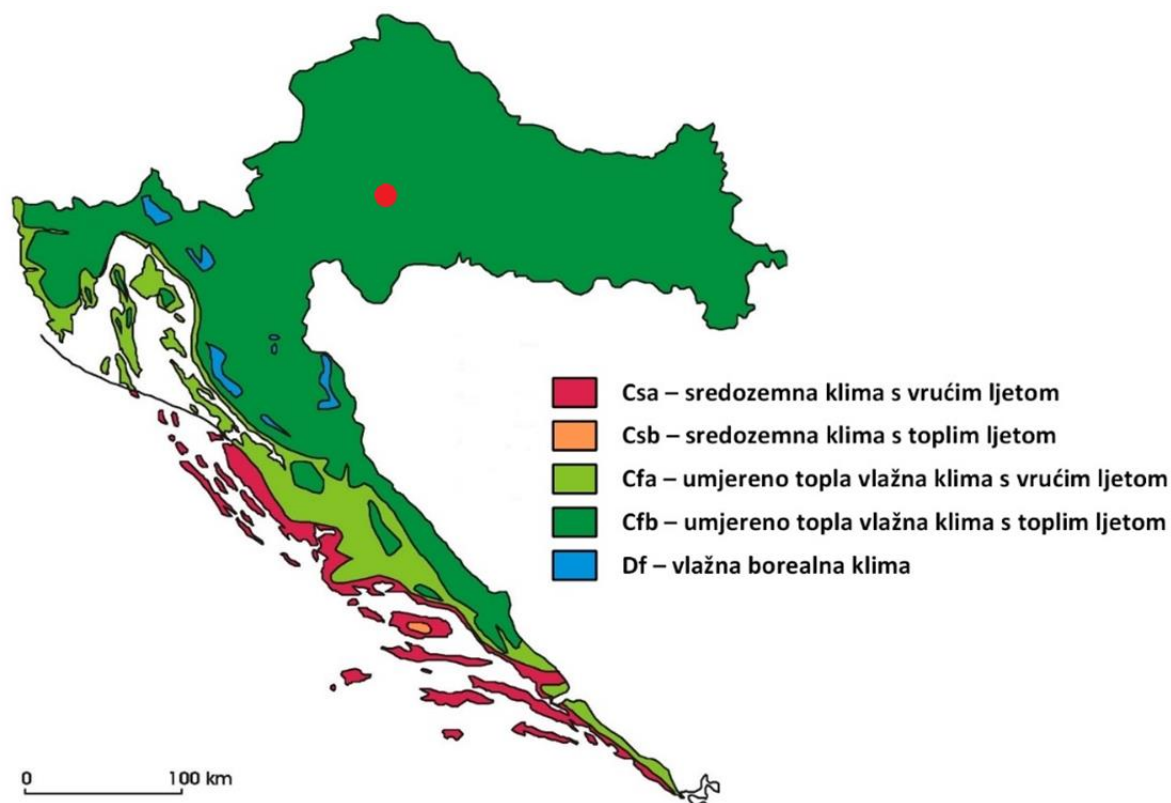 Csa – sredozemna klima s vrućim ljetom
Csb – sredozemna klima s toplim ljetom
Cfa – umjereno topla vlažna klima s vrućim ljetom
Cfb – umjereno topla vlažna klima s toplim ljetom
Df – vlažna borealna klima
0 100 km